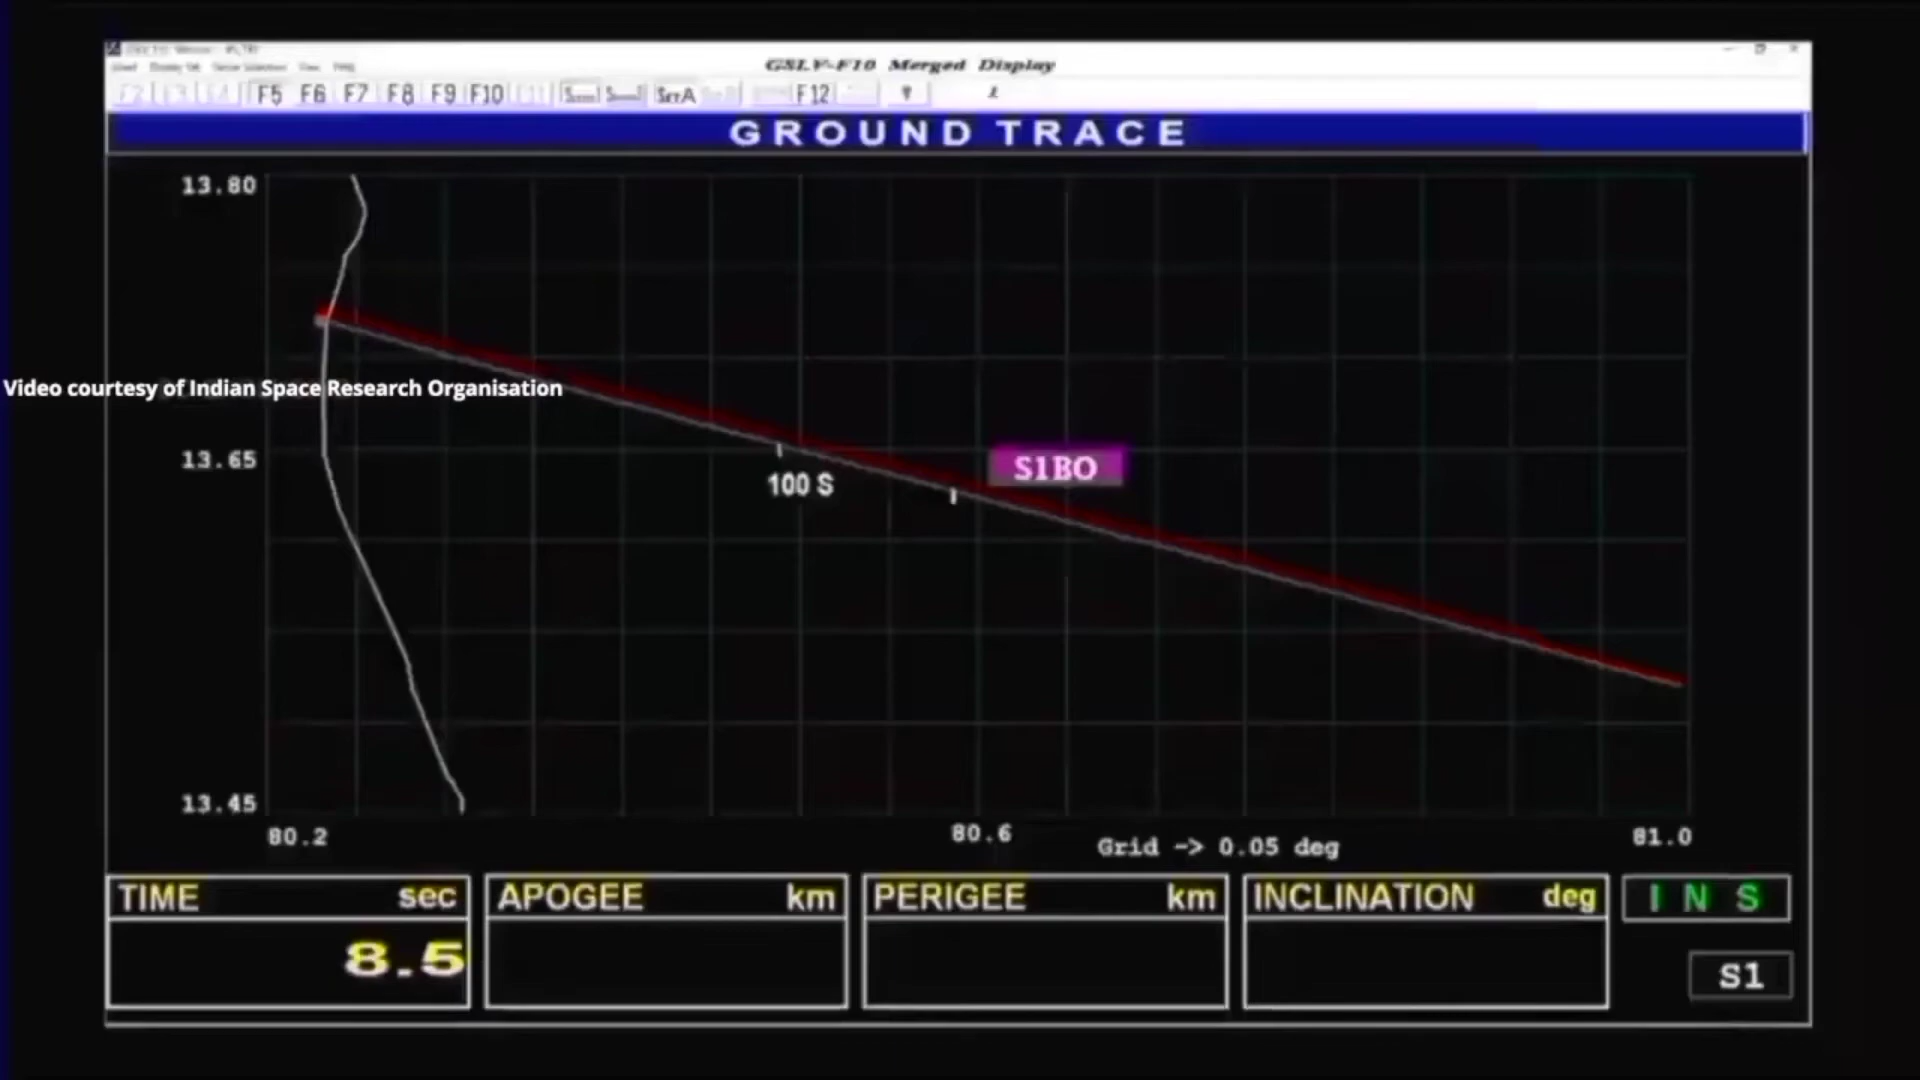 GSLV-F10 Merged Display
F5 F6 F7 F8 F9 F10 SetA F12
GROUND TRACE
13.80
Video courtesy of Indian Space Research Organisation
13.65
S1BO
100 S
13.45
80.2
80.6
81.0
Grid -> 0.05 deg
TIME sec
APOGEE km
PERIGEE km
INCLINATION deg
INS
8.5
S1